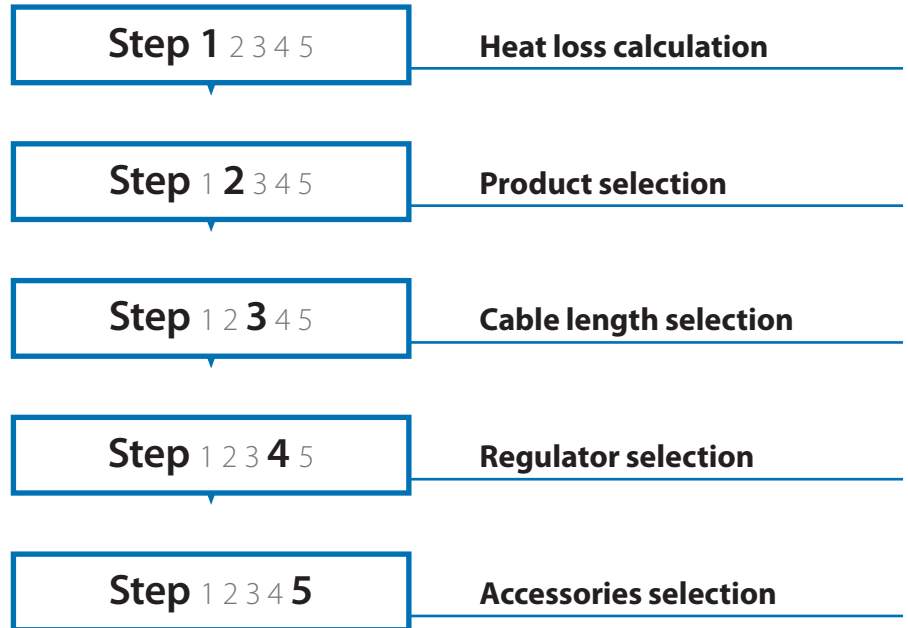 Step 1 2 3 4 5 Heat loss calculation
Step 1 2 3 4 5 Product selection
Step 1 2 3 4 5 Cable length selection
Step 1 2 3 4 5 Regulator selection
Step 1 2 3 4 5 Accessories selection